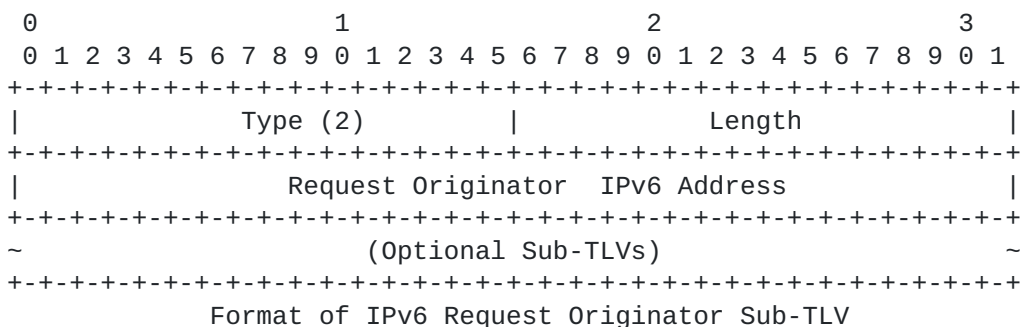 0                   1                   2                   3
 0 1 2 3 4 5 6 7 8 9 0 1 2 3 4 5 6 7 8 9 0 1 2 3 4 5 6 7 8 9 0 1
+-+-+-+-+-+-+-+-+-+-+-+-+-+-+-+-+-+-+-+-+-+-+-+-+-+-+-+-+-+-+-+-+
|              Type (2)         |            Length             |
+-+-+-+-+-+-+-+-+-+-+-+-+-+-+-+-+-+-+-+-+-+-+-+-+-+-+-+-+-+-+-+-+
|                 Request Originator  IPv6 Address              |
+-+-+-+-+-+-+-+-+-+-+-+-+-+-+-+-+-+-+-+-+-+-+-+-+-+-+-+-+-+-+-+-+
~                      (Optional Sub-TLVs)                      ~
+-+-+-+-+-+-+-+-+-+-+-+-+-+-+-+-+-+-+-+-+-+-+-+-+-+-+-+-+-+-+-+-+
             Format of IPv6 Request Originator Sub-TLV